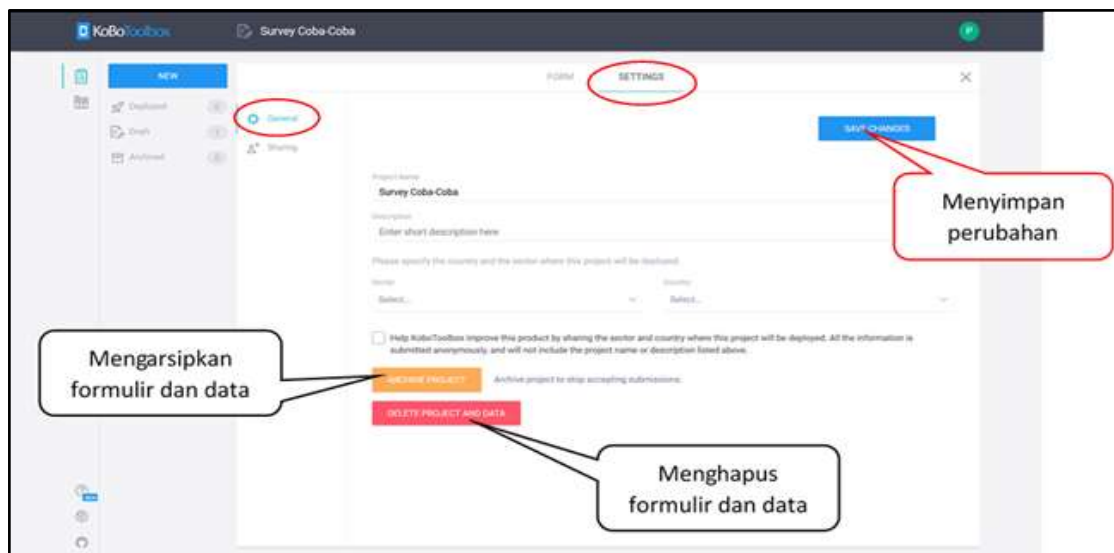 KoBoToolbox
Survey Coba-Coba
P
NEW
FORM
SETTINGS
Deployed
Draft
Archived
General
Sharing
SAVE CHANGES
Menyimpan
perubahan
Project Name
Survey Coba-Coba
Description
Enter short description here
Please specify the country and the sector where this project will be deployed.
Sector
Country
Select...
Select...
Help KoboToolbox improve this product by sharing the sector and country where this project will be deployed. All the information is
submitted anonymously, and will not include the project name or description listed above.
Mengarsipkan
formulir dan data
ARCHIVE PROJECT
Archive project to stop accepting submissions.
DELETE PROJECT AND DATA
Menghapus
formulir dan data